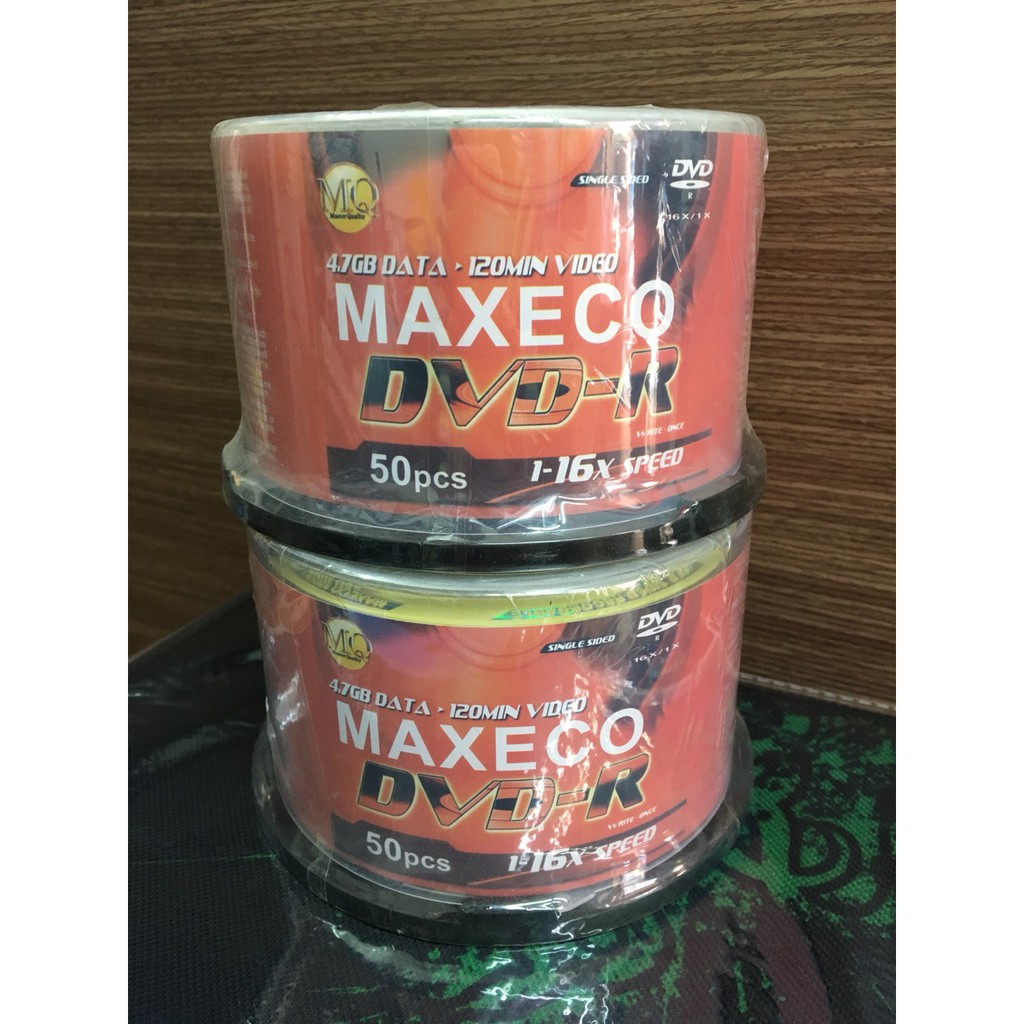 MQ
MasterQuality
SINGLE SIDED
DVD
R
16X/1X
4.7GB DATA > 120MIN VIDEO
MAXECO
DVD-R
WRITE · ONCE
50pcs
1-16X SPEED
MQ
MasterQuality
SINGLE SIDED
DVD
R
16X/1X
4.7GB DATA > 120MIN VIDEO
MAXECO
DVD-R
WRITE · ONCE
50pcs
1-16X SPEED